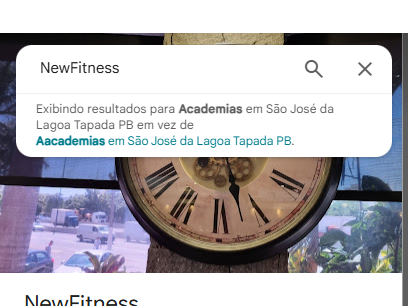 NewFitness
Exibindo resultados para Academias em São José da
Lagoa Tapada PB em vez de
Aacademias em São José da Lagoa Tapada PB.
NewFitness